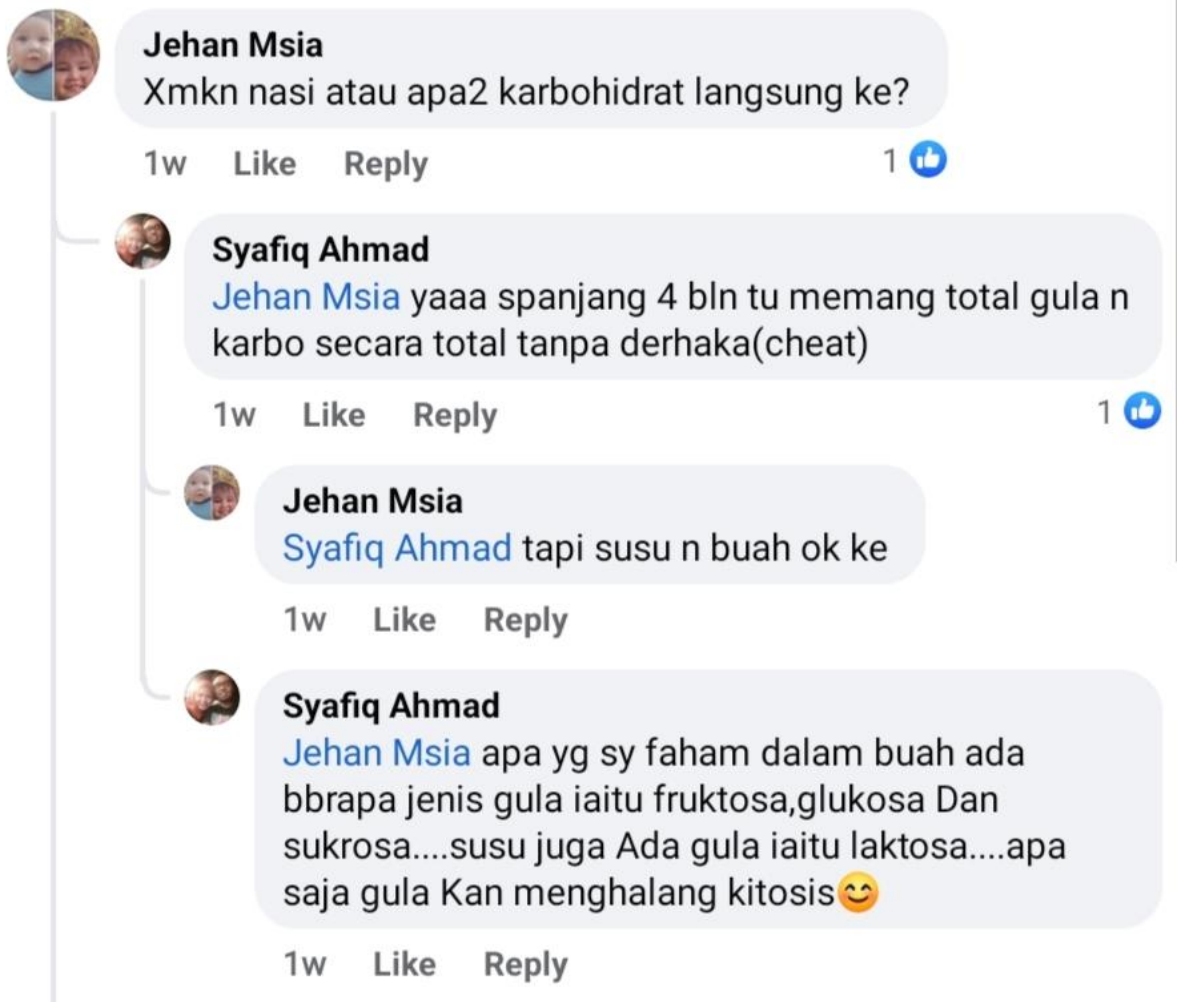 Jehan Msia
Xmkn nasi atau apa2 karbohidrat langsung ke?
1w Like Reply 1
Syafiq Ahmad
Jehan Msia yaaa spanjang 4 bln tu memang total gula n
karbo secara total tanpa derhaka(cheat)
1w Like Reply 1
Jehan Msia
Syafiq Ahmad tapi susu n buah ok ke
1w Like Reply
Syafiq Ahmad
Jehan Msia apa yg sy faham dalam buah ada
bbrapa jenis gula iaitu fruktosa,glukosa Dan
sukrosa....susu juga Ada gula iaitu laktosa....apa
saja gula Kan menghalang kitosis😊
1w Like Reply